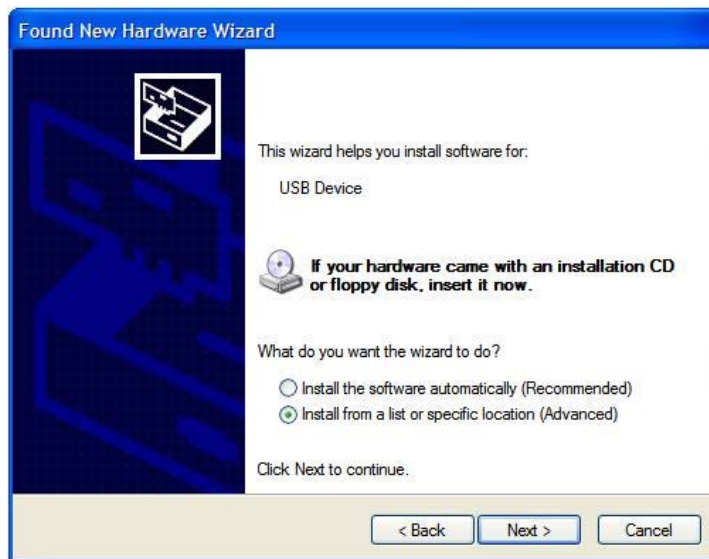 Found New Hardware Wizard
This wizard helps you install software for:
USB Device
If your hardware came with an installation CD
or floppy disk, insert it now.
What do you want the wizard to do?
Install the software automatically (Recommended)
Install from a list or specific location (Advanced)
Click Next to continue.
< Back Next > Cancel